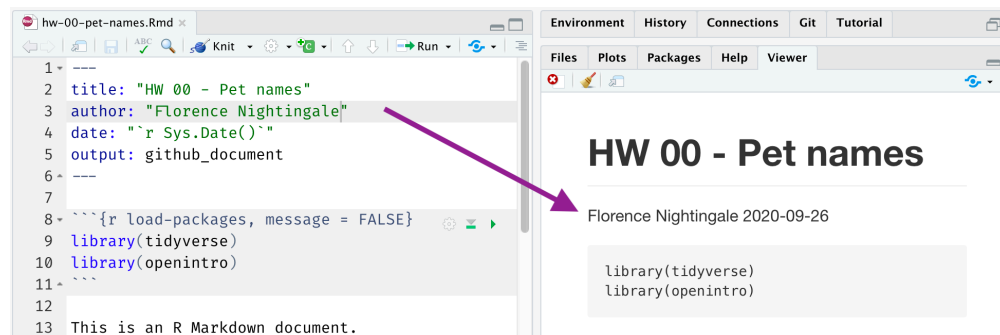 hw-00-pet-names.Rmd
ABC
Knit
Run
1 ---
2 title: "HW 00 - Pet names"
3 author: "Florence Nightingale"
4 date: "`r Sys.Date()`"
5 output: github_document
6 ---
7
8 ```{r load-packages, message = FALSE}
9 library(tidyverse)
10 library(openintro)
11 ```
12
13 This is an R Markdown document.
Environment History Connections Git Tutorial
Files Plots Packages Help Viewer
HW 00 - Pet names
Florence Nightingale 2020-09-26
library(tidyverse)
library(openintro)